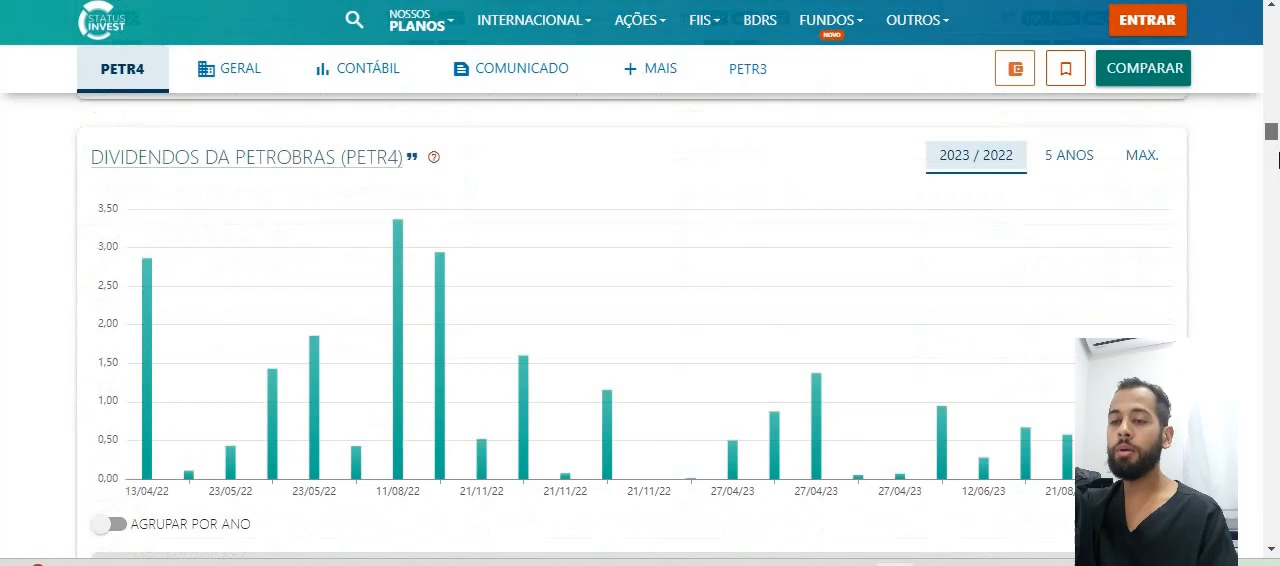 STATUS
INVEST
NOSSOS
PLANOS
INTERNACIONAL
AÇÕES
FIIS
BDRS
FUNDOS
NOVO
OUTROS
ENTRAR
PETR4
GERAL
CONTÁBIL
COMUNICADO
MAIS
PETR3
COMPARAR
DIVIDENDOS DA PETROBRAS (PETR4)
2023 / 2022
5 ANOS
MAX.
3,50
3,00
2,50
2,00
1,50
1,00
0,50
0,00
13/04/22
23/05/22
23/05/22
11/08/22
21/11/22
21/11/22
21/11/22
27/04/23
27/04/23
27/04/23
12/06/23
21/08
AGRUPAR POR ANO